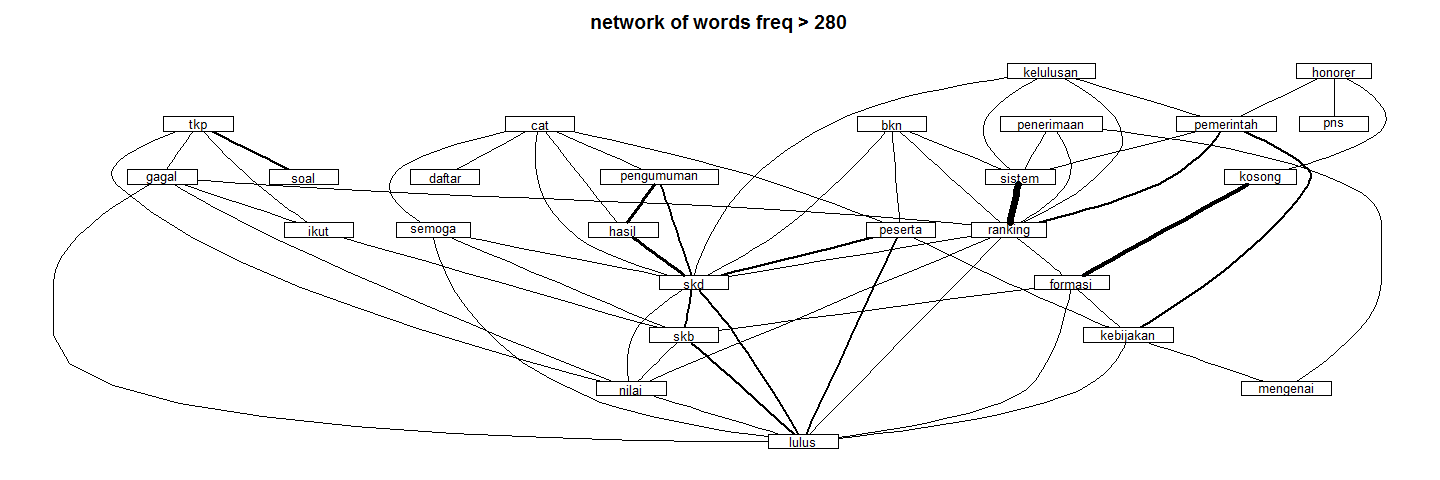 network of words freq > 280
kelulusan
honorer
tkp
cat
bkn
penerimaan
pemerintah
pns
gagal
soal
daftar
pengumuman
sistem
kosong
ikut
semoga
hasil
peserta
ranking
skd
formasi
skb
kebijakan
nilai
mengenai
lulus